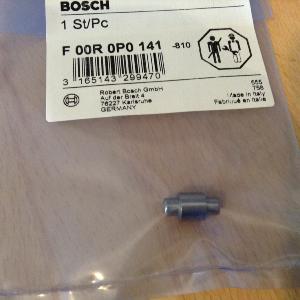 BOSCH
1 St/Pc
F 00R 0P0 141 -810
3 165143 299470
Robert Bosch GmbH
Auf der Breit 4
76227 Karlsruhe
GERMANY
555
756
Made in Italy
Fabriqué en Italie